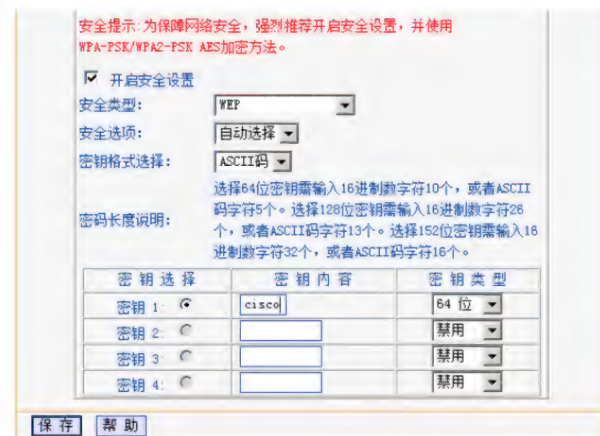 安全提示:为保障网络安全，强烈推荐开启安全设置，并使用
WPA-PSK/WPA2-PSK AES加密方法。
开启安全设置
安全类型: WEP
安全选项: 自动选择
密钥格式选择: ASCII码
选择64位密钥需输入16进制数字符10个，或者ASCII
密码长度说明: 码字符5个。选择128位密钥需输入16进制数字符26
个，或者ASCII码字符13个。选择152位密钥需输入16
进制数字符32个，或者ASCII码字符16个。
密钥选择 密钥内容 密钥类型
密钥 1: cisco 64 位
密钥 2: 禁用
密钥 3: 禁用
密钥 4: 禁用
保存 帮助